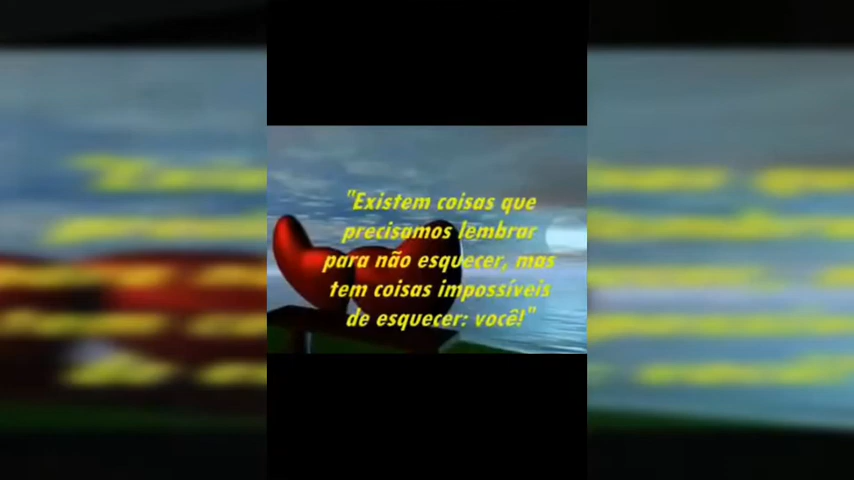 "Existem coisas que
precisamos lembrar
para não esquecer, mas
tem coisas impossíveis
de esquecer: você!"